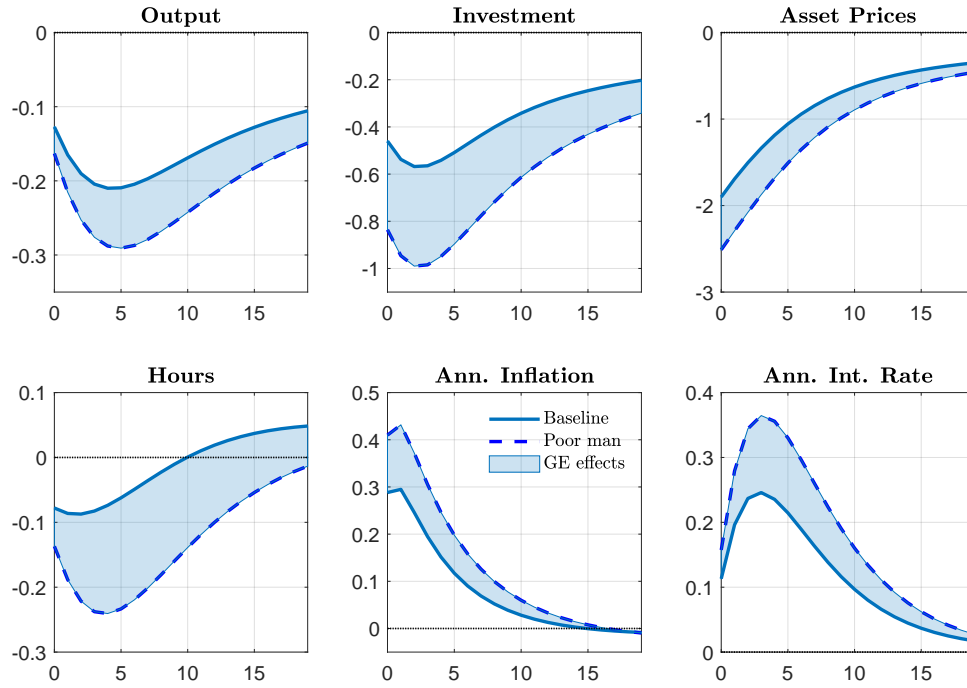 Output
0
-0.1
-0.2
-0.3
0 5 10 15
Investment
0
-0.2
-0.4
-0.6
-0.8
-1
0 5 10 15
Asset Prices
0
-1
-2
-3
0 5 10 15
Hours
0.1
0
-0.1
-0.2
-0.3
0 5 10 15
Ann. Inflation
0.5
0.4
0.3
0.2
0.1
0
Baseline
Poor man
GE effects
0 5 10 15
Ann. Int. Rate
0.4
0.3
0.2
0.1
0
0 5 10 15